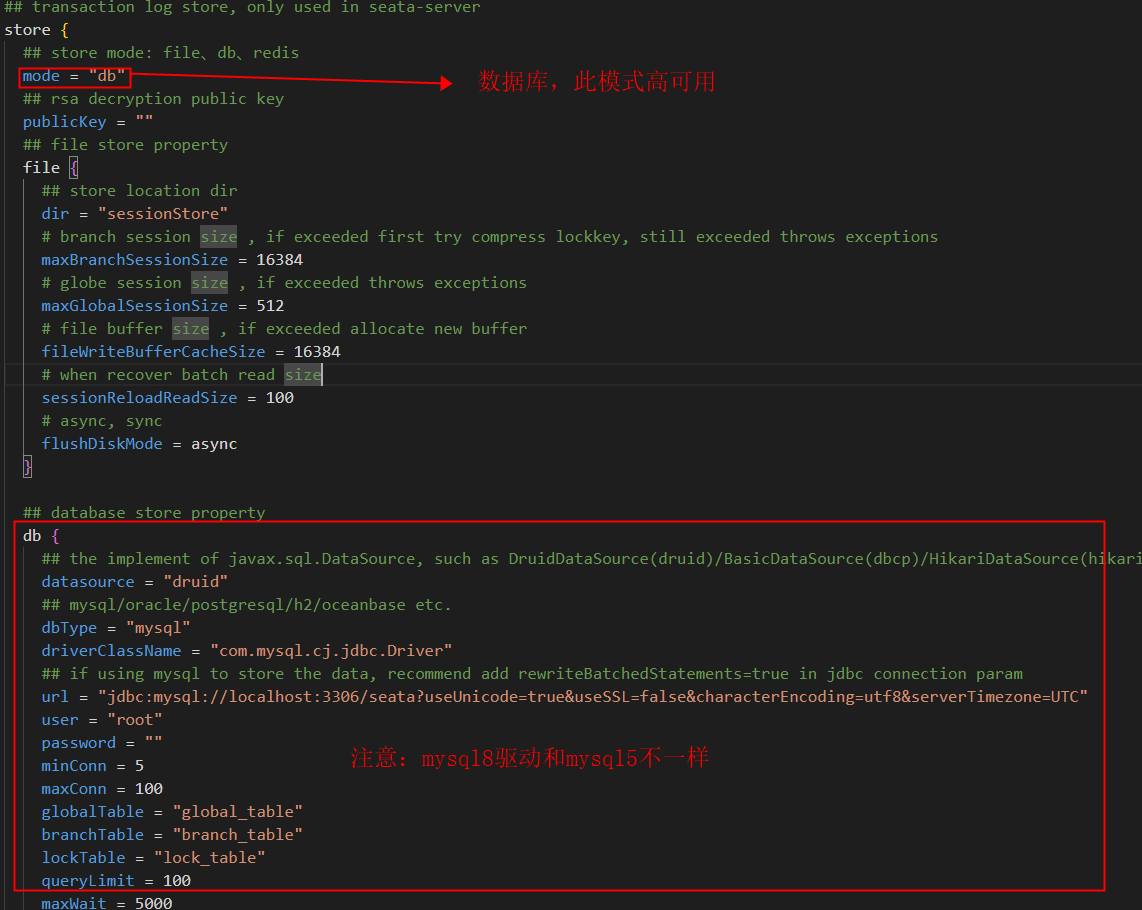 ## transaction log store, only used in seata-server
store {
## store mode: file、db、redis
mode = "db"
数据库，此模式高可用
## rsa decryption public key
publicKey = ""
## file store property
file {
## store location dir
dir = "sessionStore"
# branch session size , if exceeded first try compress lockkey, still exceeded throws exceptions
maxBranchSessionSize = 16384
# globe session size , if exceeded throws exceptions
maxGlobalSessionSize = 512
# file buffer size , if exceeded allocate new buffer
fileWriteBufferCacheSize = 16384
# when recover batch read size
sessionReloadReadSize = 100
# async, sync
flushDiskMode = async
}
## database store property
db {
## the implement of javax.sql.DataSource, such as DruidDataSource(druid)/BasicDataSource(dbcp)/HikariDataSource(hikari
datasource = "druid"
## mysql/oracle/postgresql/h2/oceanbase etc.
dbType = "mysql"
driverClassName = "com.mysql.cj.jdbc.Driver"
## if using mysql to store the data, recommend add rewriteBatchedStatements=true in jdbc connection param
url = "jdbc:mysql://localhost:3306/seata?useUnicode=true&useSSL=false&characterEncoding=utf8&serverTimezone=UTC"
user = "root"
password = ""
注意：mysql8驱动和mysql5不一样
minConn = 5
maxConn = 100
globalTable = "global_table"
branchTable = "branch_table"
lockTable = "lock_table"
queryLimit = 100
maxWait = 5000